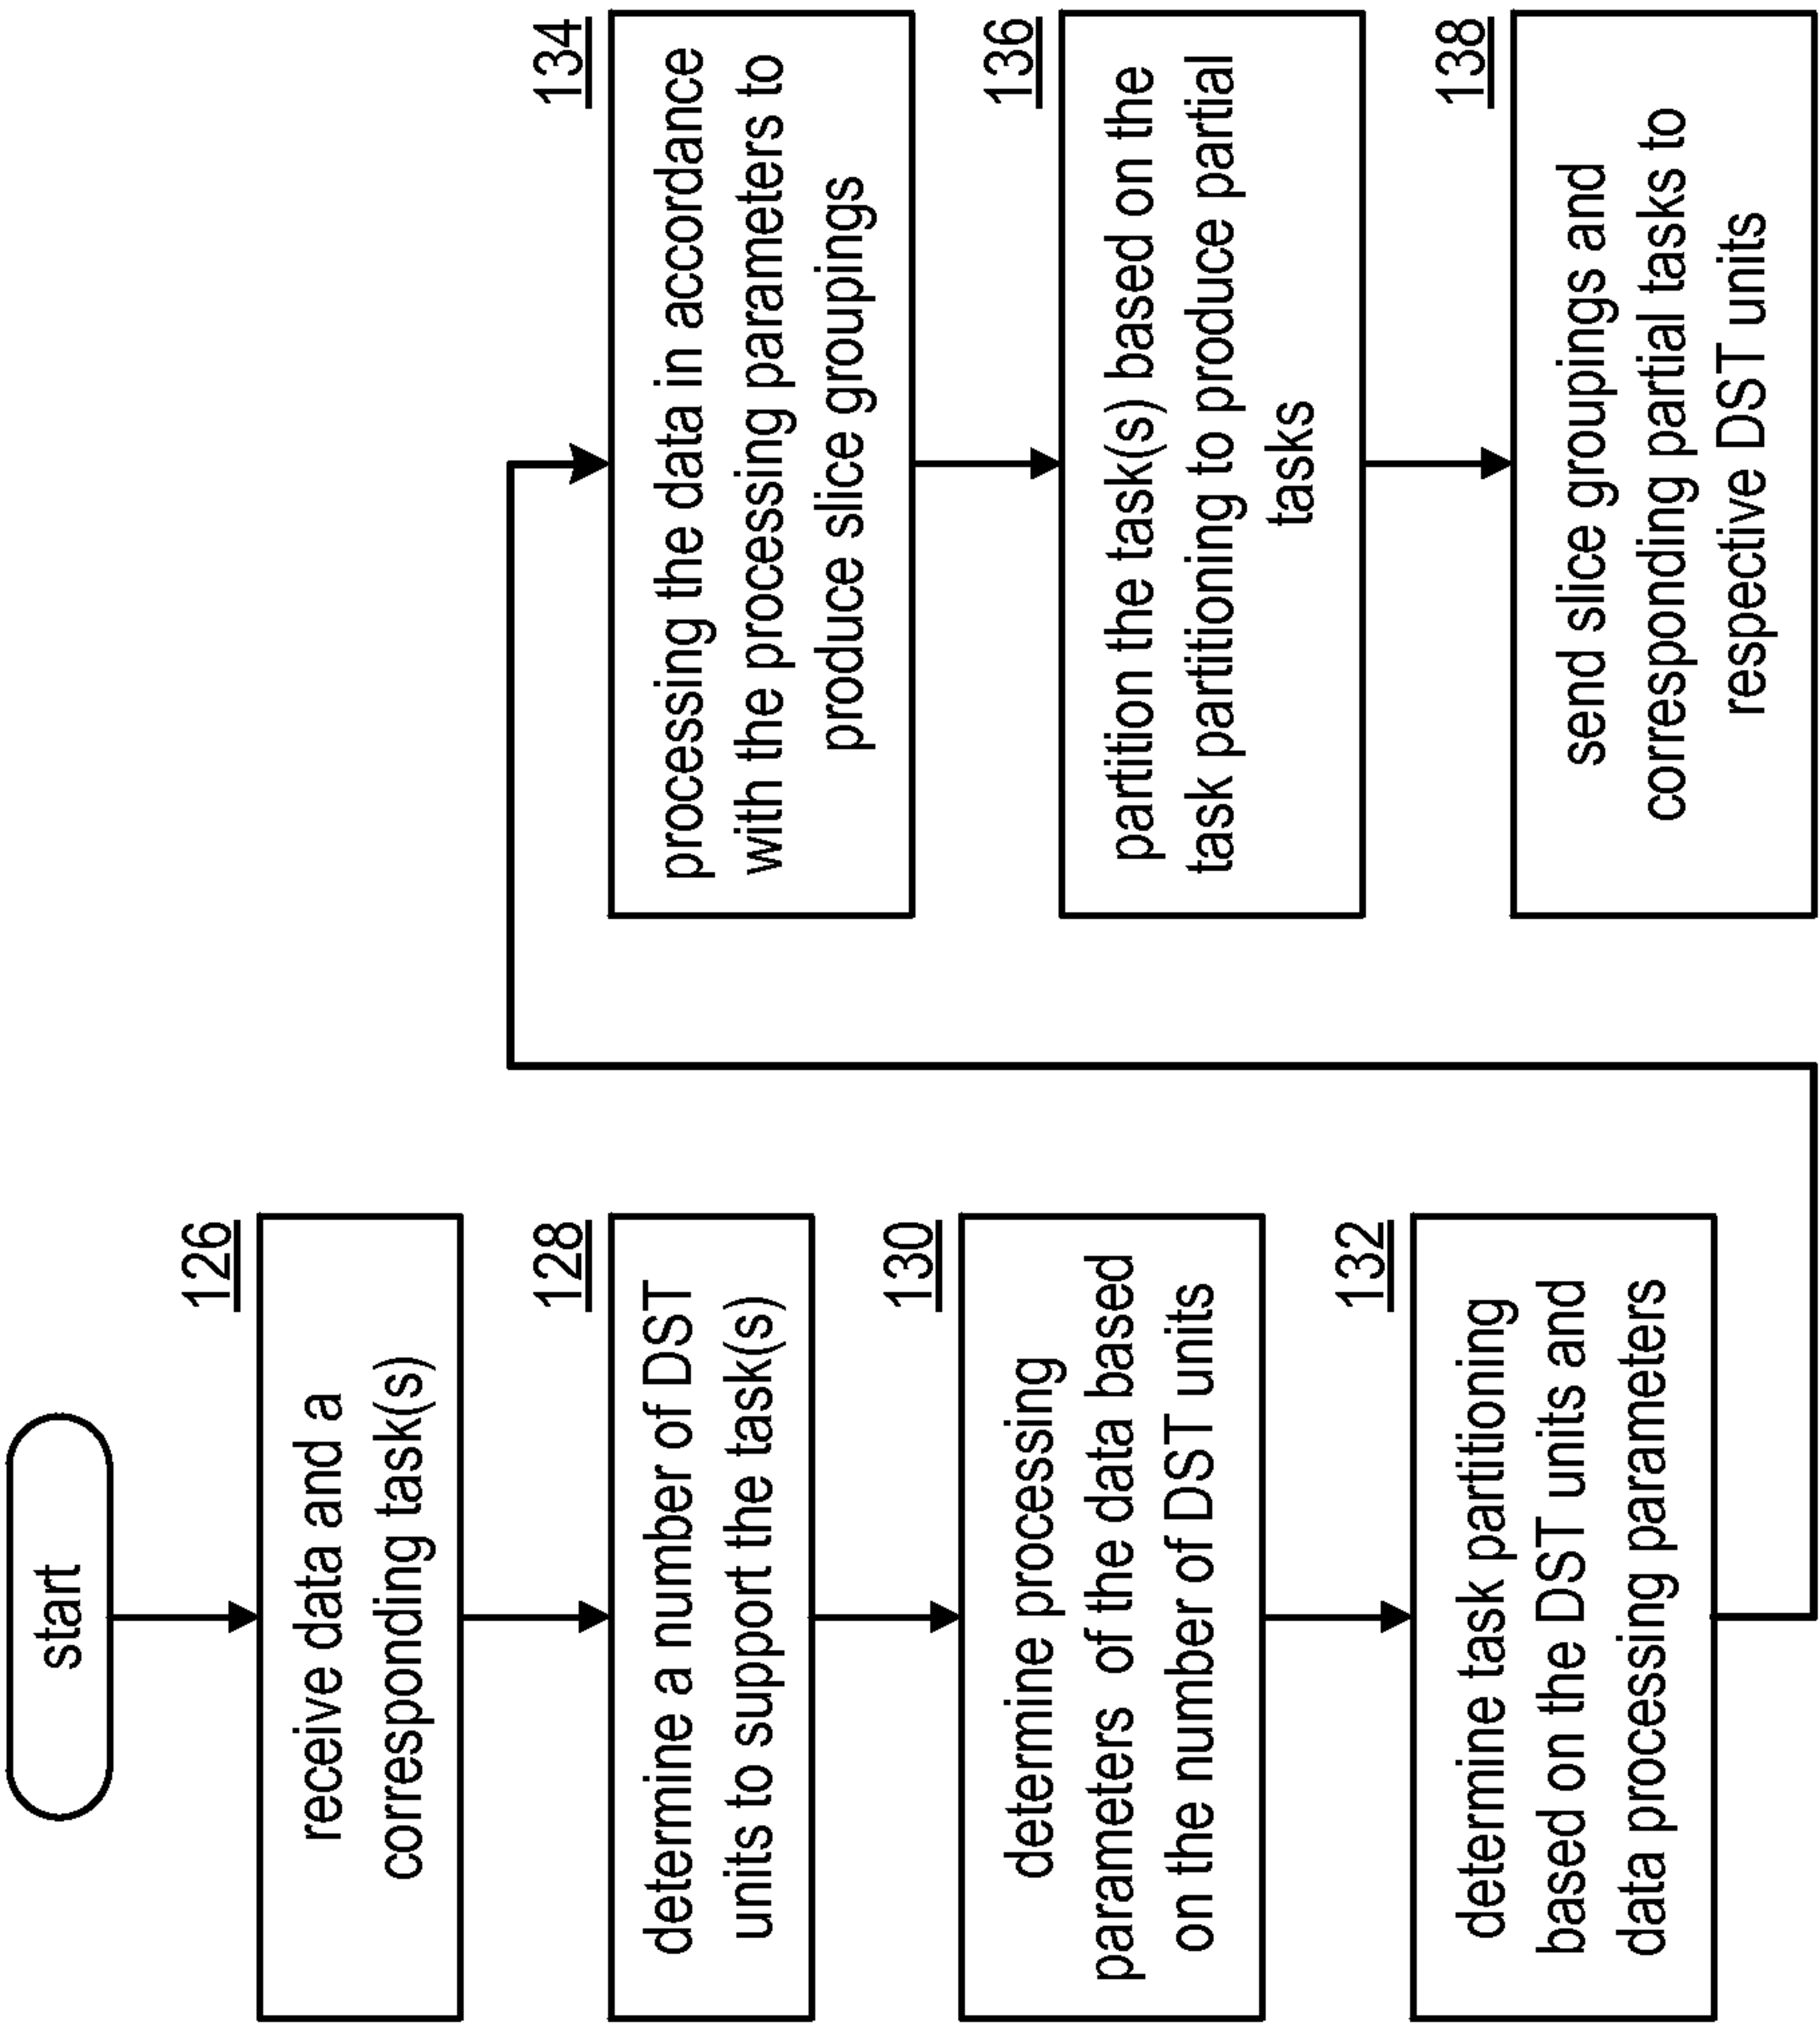 start
126
receive data and a
corresponding task(s)
128
determine a number of DST
units to support the task(s)
130
determine processing
parameters of the data based
on the number of DST units
132
determine task partitioning
based on the DST units and
data processing parameters
134
processing the data in accordance
with the processing parameters to
produce slice groupings
136
partition the task(s) based on the
task partitioning to produce partial
tasks
138
send slice groupings and
corresponding partial tasks to
respective DST units